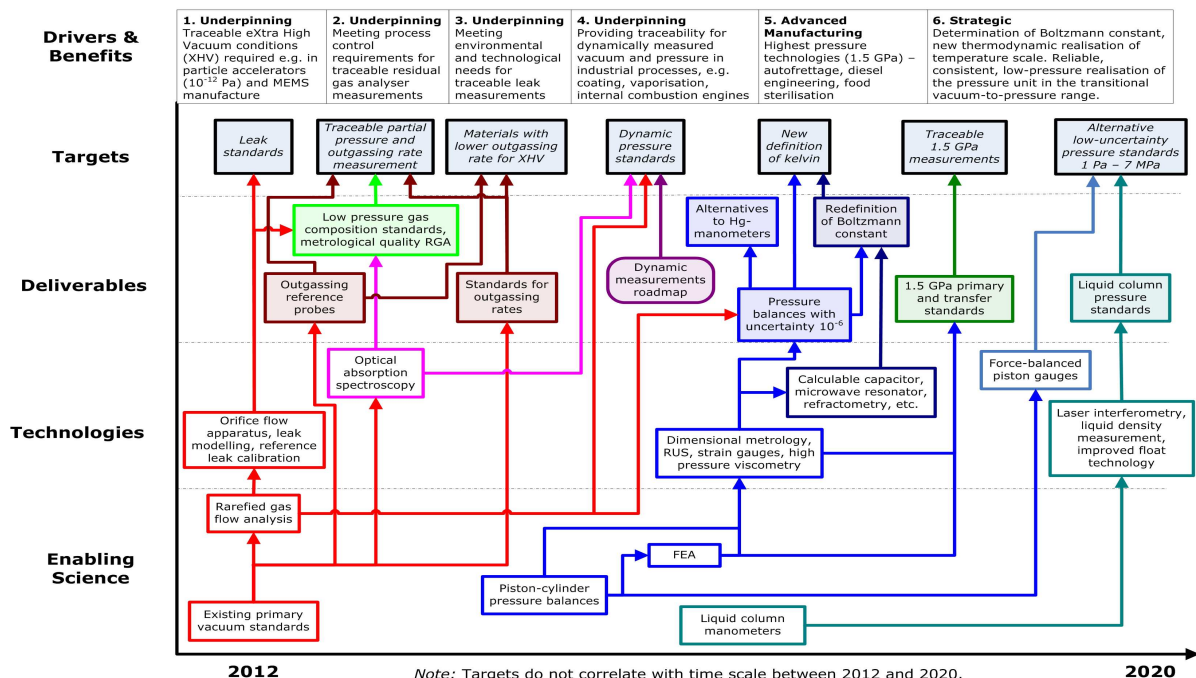 Drivers &
Benefits
1. Underpinning
Traceable eXtra High
Vacuum conditions
(XHV) required e.g. in
particle accelerators
(10⁻¹² Pa) and MEMS
manufacture
2. Underpinning
Meeting process
control
requirements for
traceable residual
gas analyser
measurements
3. Underpinning
Meeting
environmental
and technological
needs for
traceable leak
measurements
4. Underpinning
Providing traceability for
dynamically measured
vacuum and pressure in
industrial processes, e.g.
coating, vaporisation,
internal combustion engines
5. Advanced
Manufacturing
Highest pressure
technologies (1.5 GPa) –
autofrettage, diesel
engineering, food
sterilisation
6. Strategic
Determination of Boltzmann constant,
new thermodynamic realisation of
temperature scale. Reliable,
consistent, low-pressure realisation of
the pressure unit in the transitional
vacuum-to-pressure range.
Targets
Leak
standards
Traceable partial
pressure and
outgassing rate
measurement
Materials with
lower outgassing
rate for XHV
Dynamic
pressure
standards
New
definition
of kelvin
Traceable
1.5 GPa
measurements
Alternative
low-uncertainty
pressure standards
1 Pa – 7 MPa
Deliverables
Low pressure gas
composition standards,
metrological quality RGA
Alternatives
to Hg-
manometers
Redefinition
of Boltzmann
constant
Outgassing
reference
probes
Standards for
outgassing
rates
Dynamic
measurements
roadmap
Pressure
balances with
uncertainty 10⁻⁶
1.5 GPa primary
and transfer
standards
Liquid column
pressure
standards
Technologies
Optical
absorption
spectroscopy
Calculable capacitor,
microwave resonator,
refractometry, etc.
Force-balanced
piston gauges
Orifice flow
apparatus, leak
modelling, reference
leak calibration
Dimensional metrology,
RUS, strain gauges, high
pressure viscometry
Laser interferometry,
liquid density
measurement,
improved float
technology
Enabling
Science
Rarefied gas
flow analysis
FEA
Piston-cylinder
pressure balances
Existing primary
vacuum standards
Liquid column
manometers
2012
Note: Targets do not correlate with time scale between 2012 and 2020.
2020